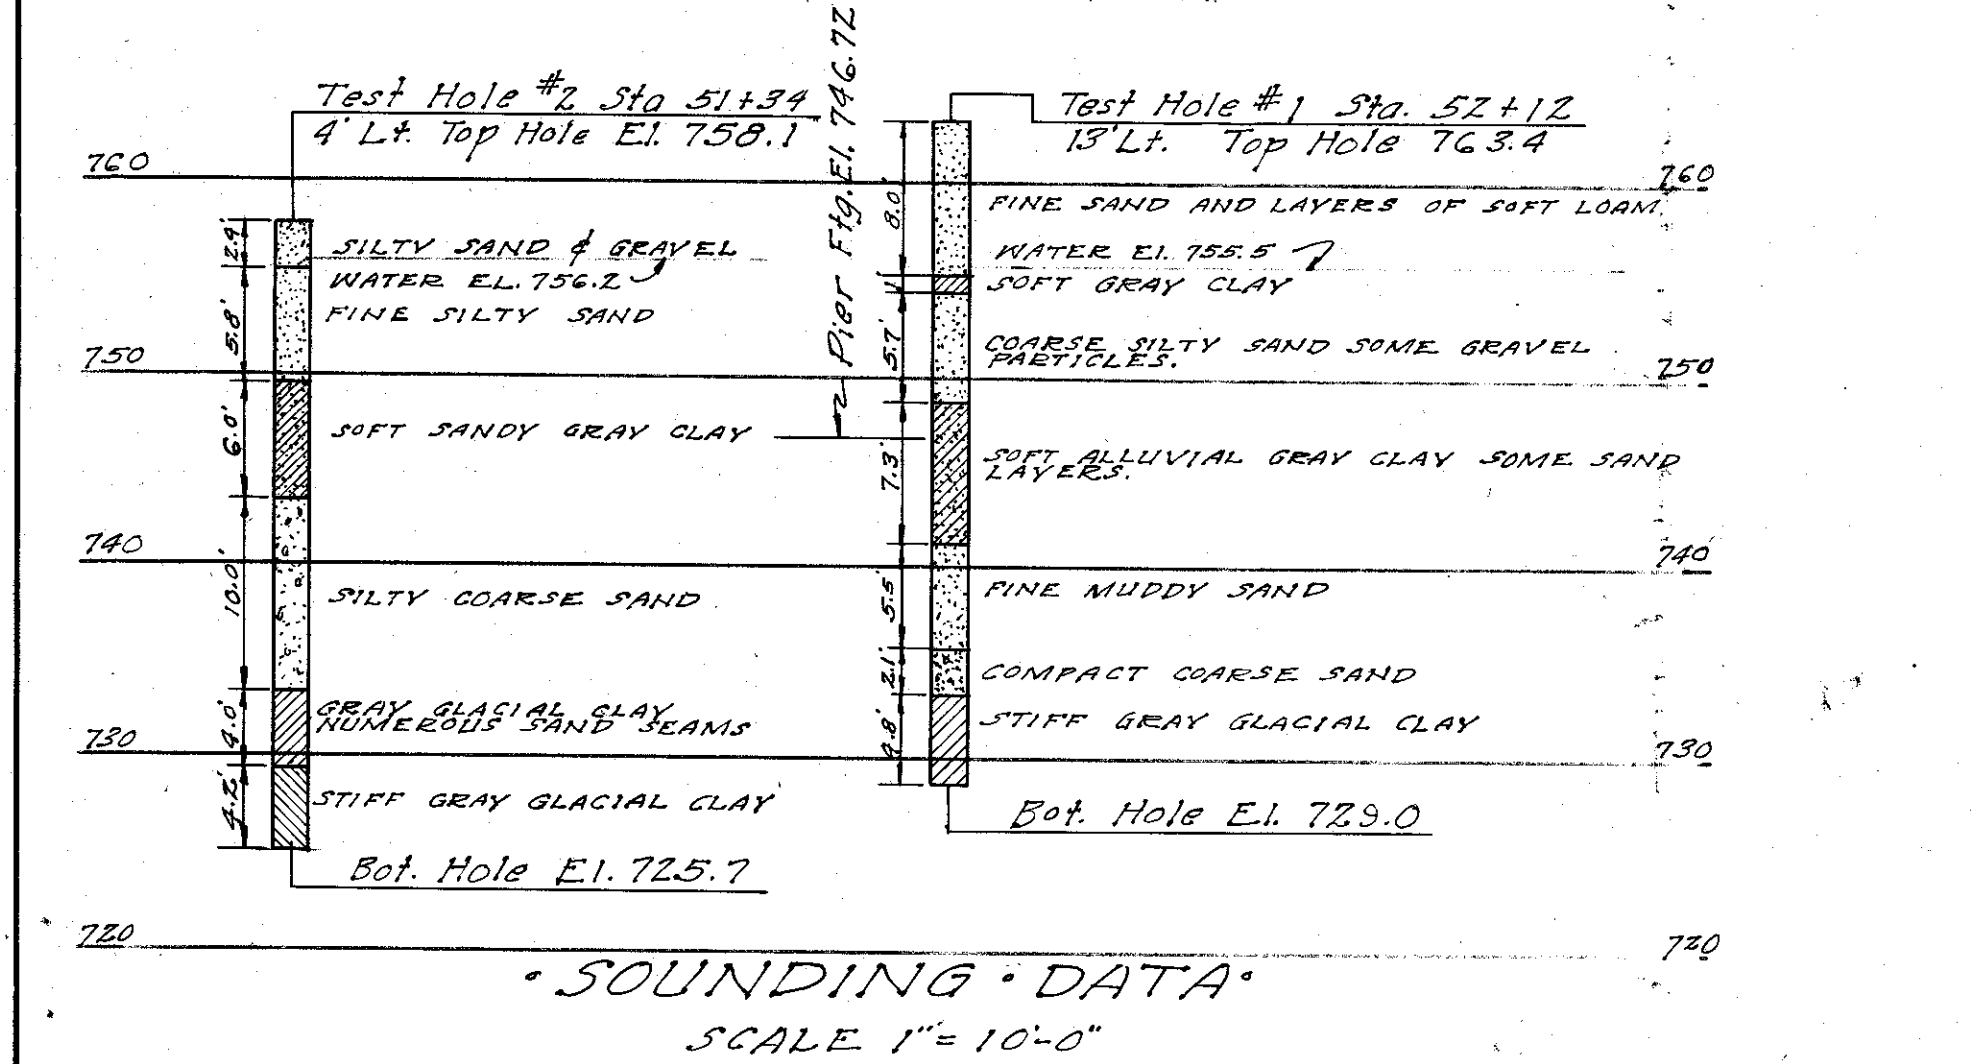 Test Hole #2 Sta 51+34
4' Lt. Top Hole El. 758.1
Pier Ftg. El. 746.72
Test Hole #1 Sta. 52+12
13' Lt. Top Hole 763.4
760
760
2.4'
SILTY SAND & GRAVEL
WATER EL. 756.2
5.8'
FINE SILTY SAND
8.0'
FINE SAND AND LAYERS OF SOFT LOAM.
WATER El. 755.5
1'
SOFT GRAY CLAY
5.7'
COARSE SILTY SAND SOME GRAVEL
PARTICLES.
750
750
6.0'
SOFT SANDY GRAY CLAY
7.3'
SOFT ALLUVIAL GRAY CLAY SOME SAND
LAYERS.
740
740
10.0'
SILTY COARSE SAND
5.5'
FINE MUDDY SAND
2.1'
COMPACT COARSE SAND
4.0'
GRAY GLACIAL CLAY
NUMEROUS SAND SEAMS
4.8'
STIFF GRAY GLACIAL CLAY
730
730
4.2'
STIFF GRAY GLACIAL CLAY
Bot. Hole El. 729.0
Bot. Hole El. 725.7
720
720
• SOUNDING • DATA •
SCALE 1" = 10'-0"